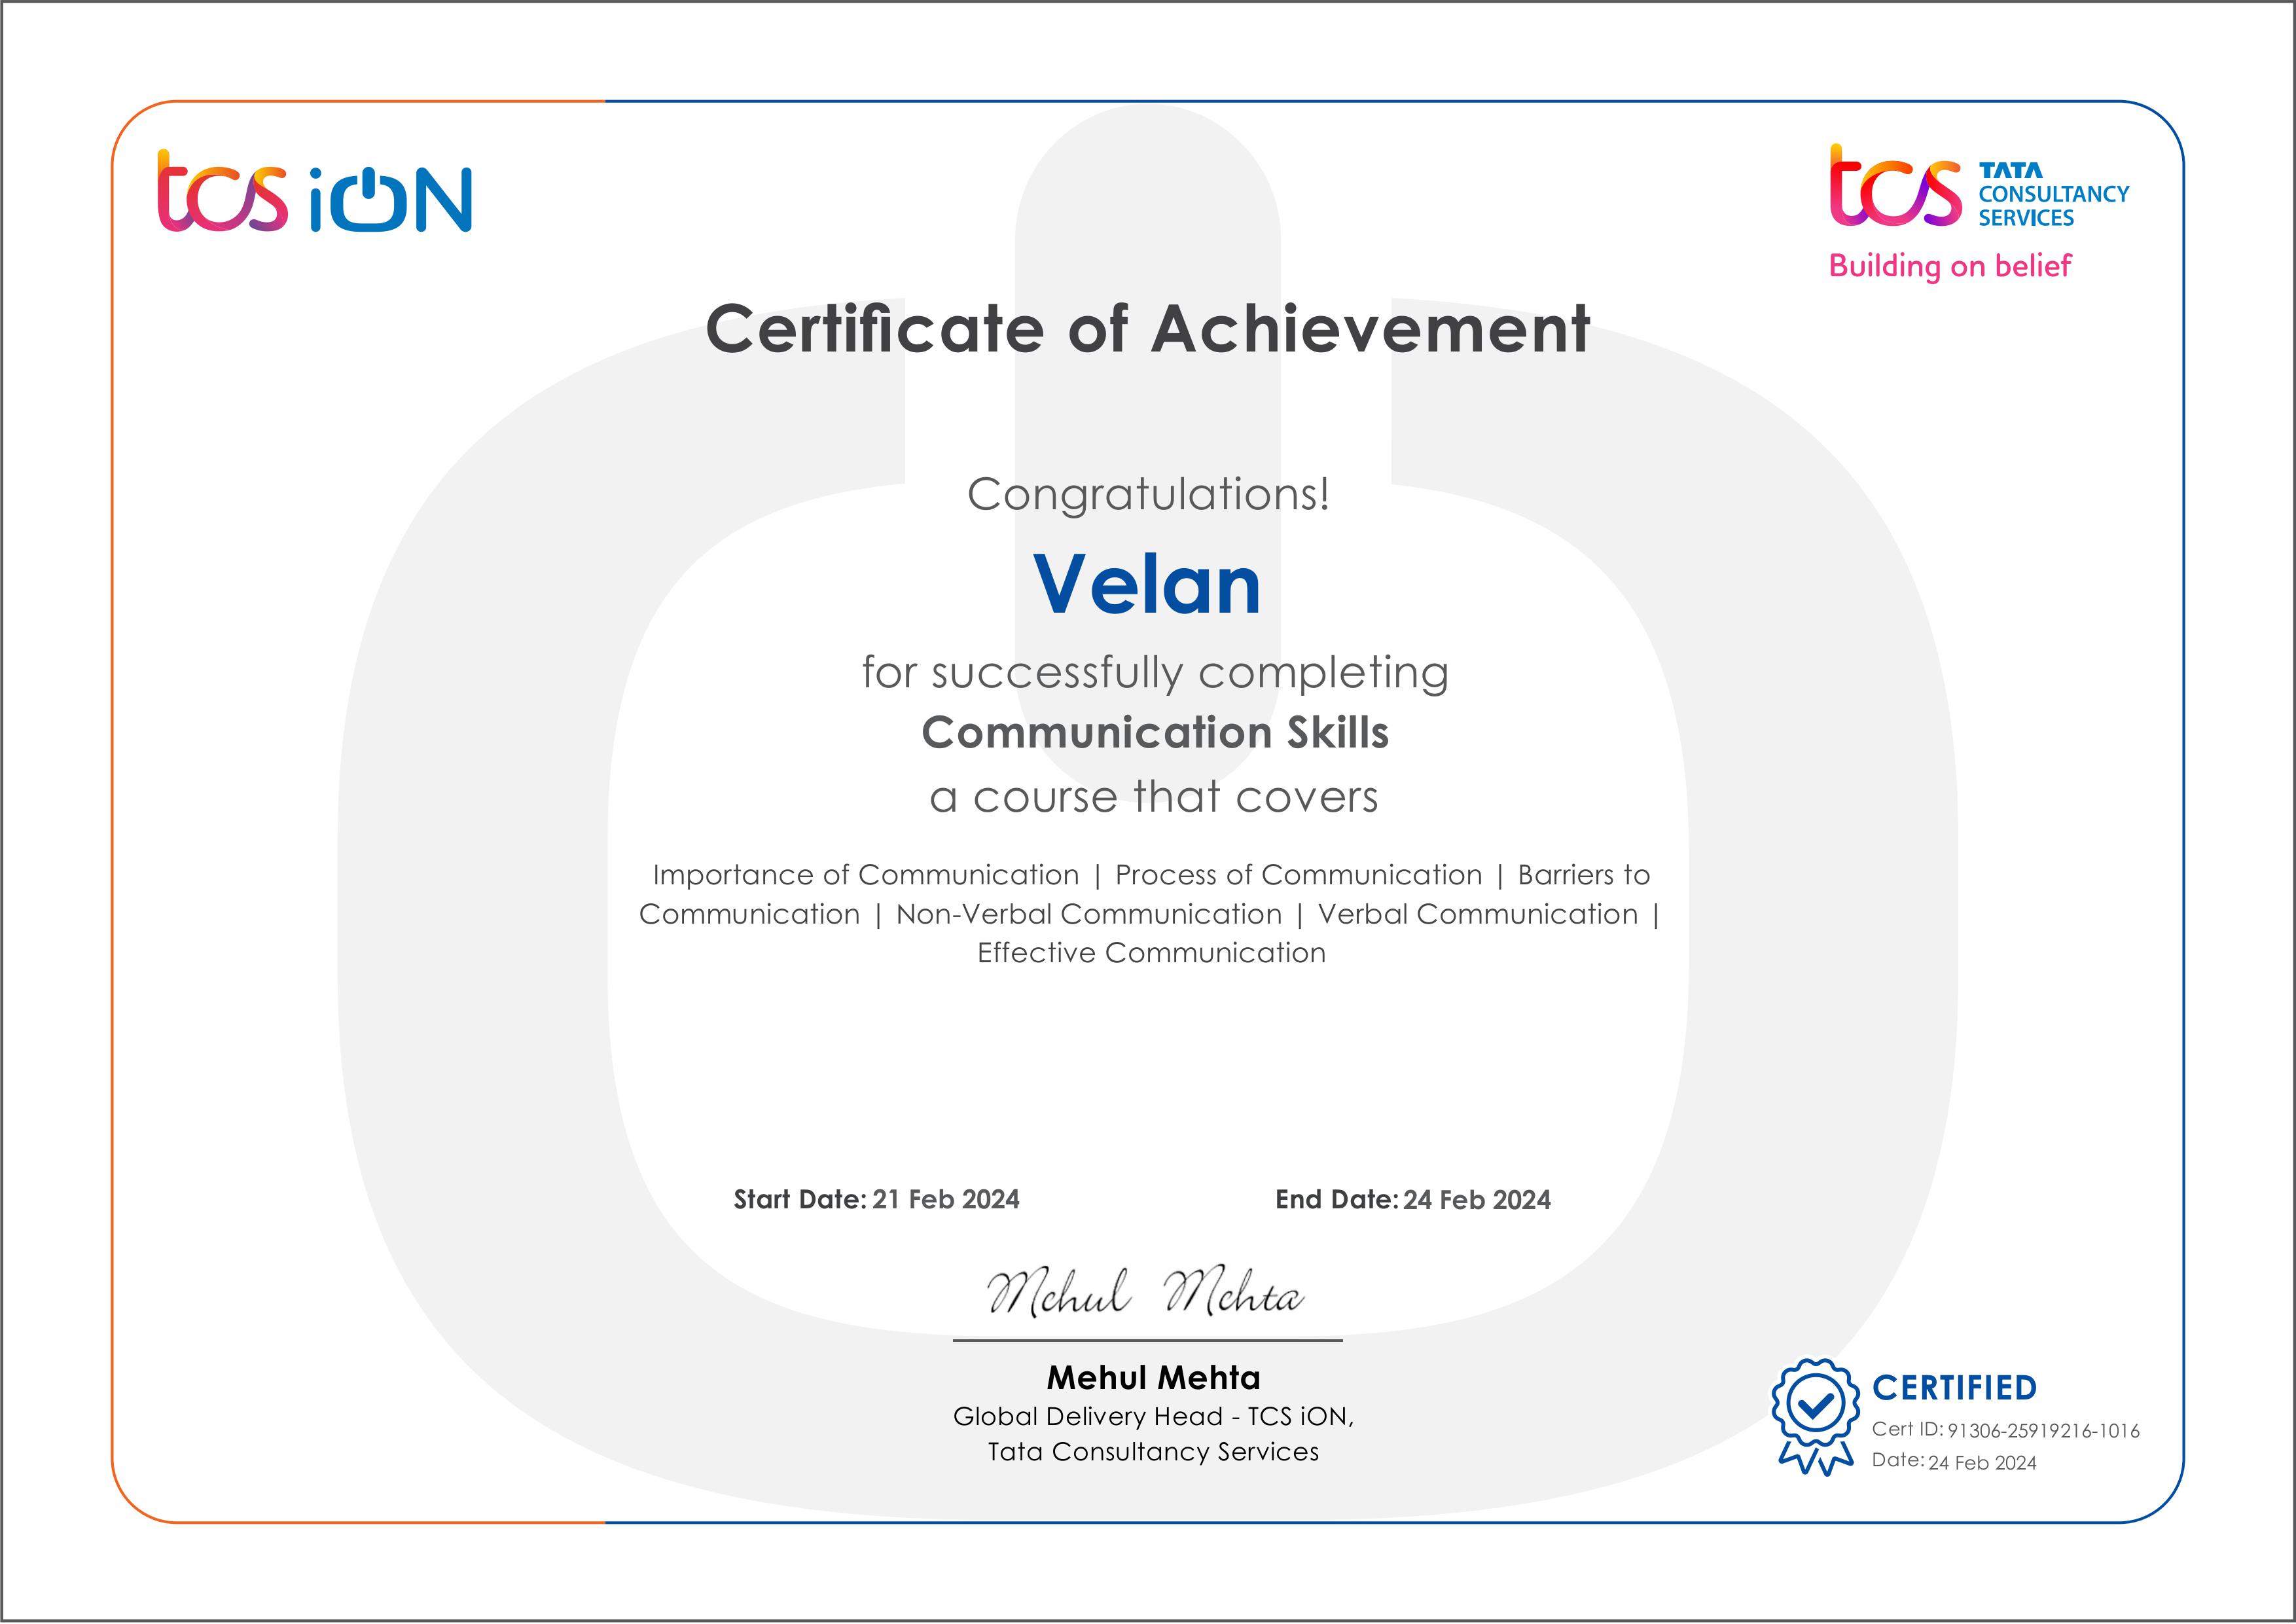 tcs iON
tcs TATA
CONSULTANCY
SERVICES
Building on belief
Certificate of Achievement
Congratulations!
Velan
for successfully completing
Communication Skills
a course that covers
Importance of Communication | Process of Communication | Barriers to
Communication | Non-Verbal Communication | Verbal Communication |
Effective Communication
Start Date: 21 Feb 2024 End Date: 24 Feb 2024
Mehul Mehta
Mehul Mehta
Global Delivery Head - TCS iON,
Tata Consultancy Services
CERTIFIED
Cert ID: 91306-25919216-1016
Date: 24 Feb 2024